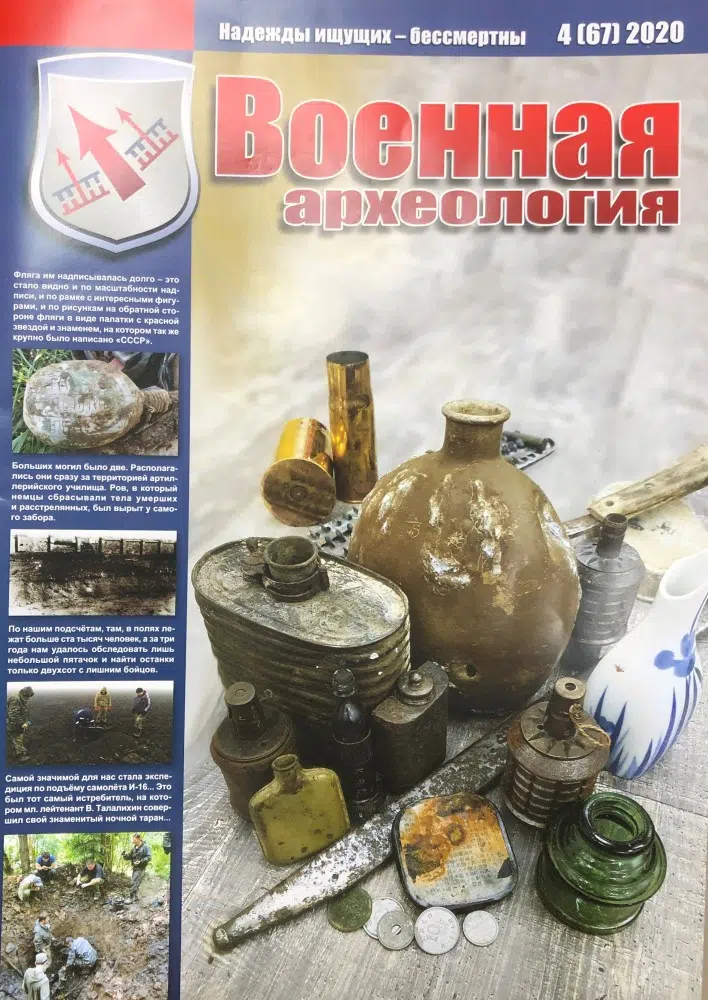 Надежды ищущих – бессмертны 4 (67) 2020
Военная
археология
Фляга им надписывалась долго – это
стало видно и по масштабности над-
писи, и по рамке с интересными фигу-
рами, и по рисункам на обратной сто-
роне фляги в виде палатки с красной
звездой и знаменем, на котором так же
крупно было написано «СССР».
Больших могил было две. Располага-
лись они сразу за территорией артил-
лерийского училища. Ров, в который
немцы сбрасывали тела умерших
и расстрелянных, был вырыт у само-
го забора.
По нашим подсчётам, там, в полях ле-
жат больше ста тысяч человек, а за три
года нам удалось обследовать лишь
небольшой пятачок и найти останки
только двухсот с лишним бойцов.
Самой значимой для нас стала экспе-
диция по подъёму самолёта И-16... Это
был тот самый истребитель, на кото-
ром мл. лейтенант В. Талалихин совер-
шил свой знаменитый ночной таран...